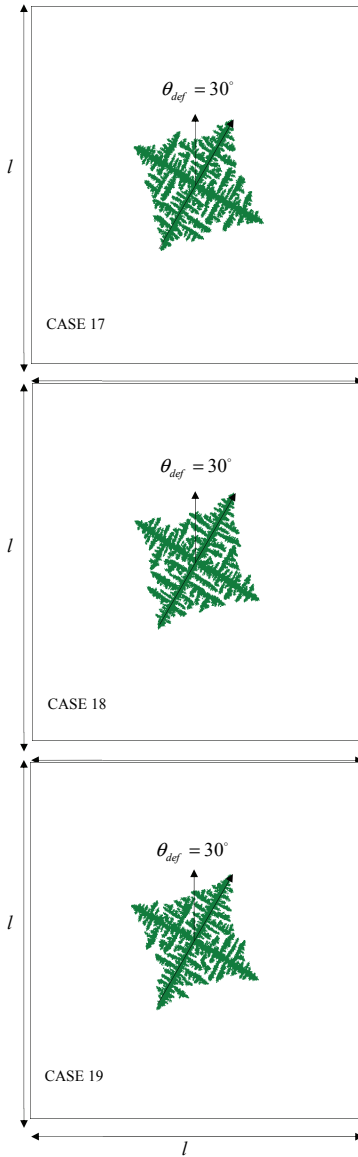 θdef = 30°
l
CASE 17
θdef = 30°
l
CASE 18
θdef = 30°
l
CASE 19
l